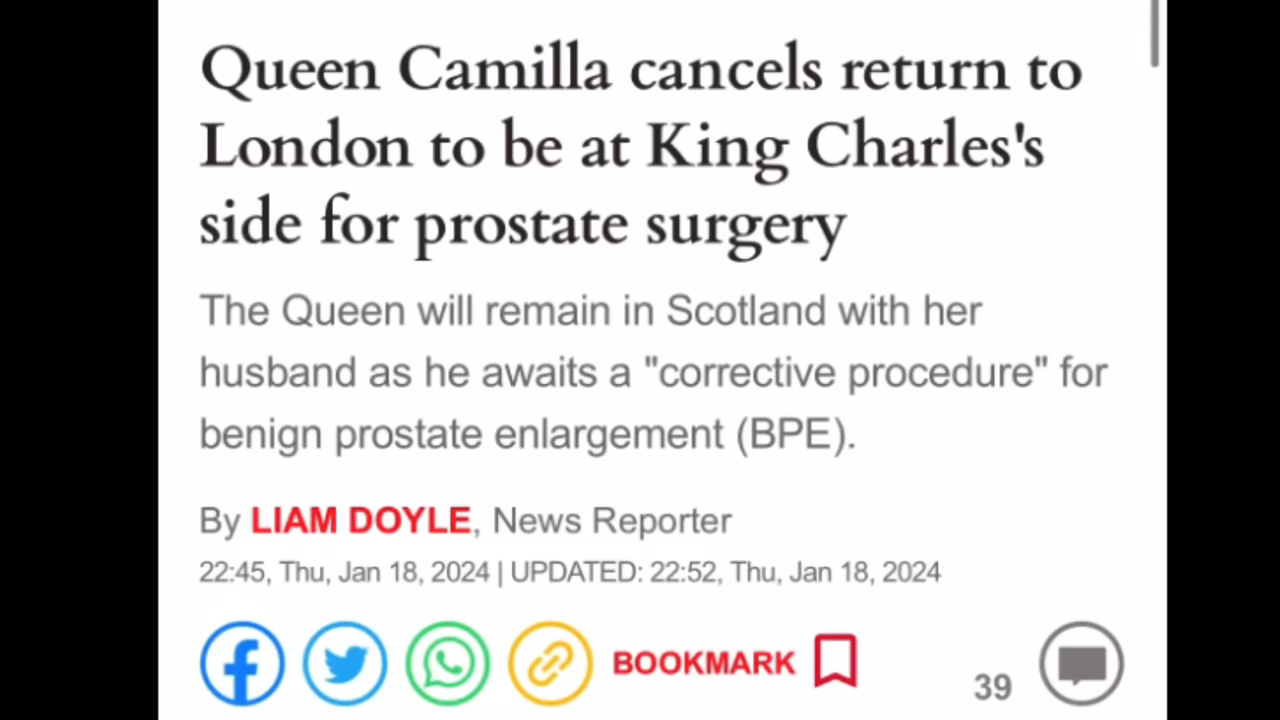 Queen Camilla cancels return to
London to be at King Charles's
side for prostate surgery
The Queen will remain in Scotland with her
husband as he awaits a "corrective procedure" for
benign prostate enlargement (BPE).
By LIAM DOYLE, News Reporter
22:45, Thu, Jan 18, 2024 | UPDATED: 22:52, Thu, Jan 18, 2024
BOOKMARK
39